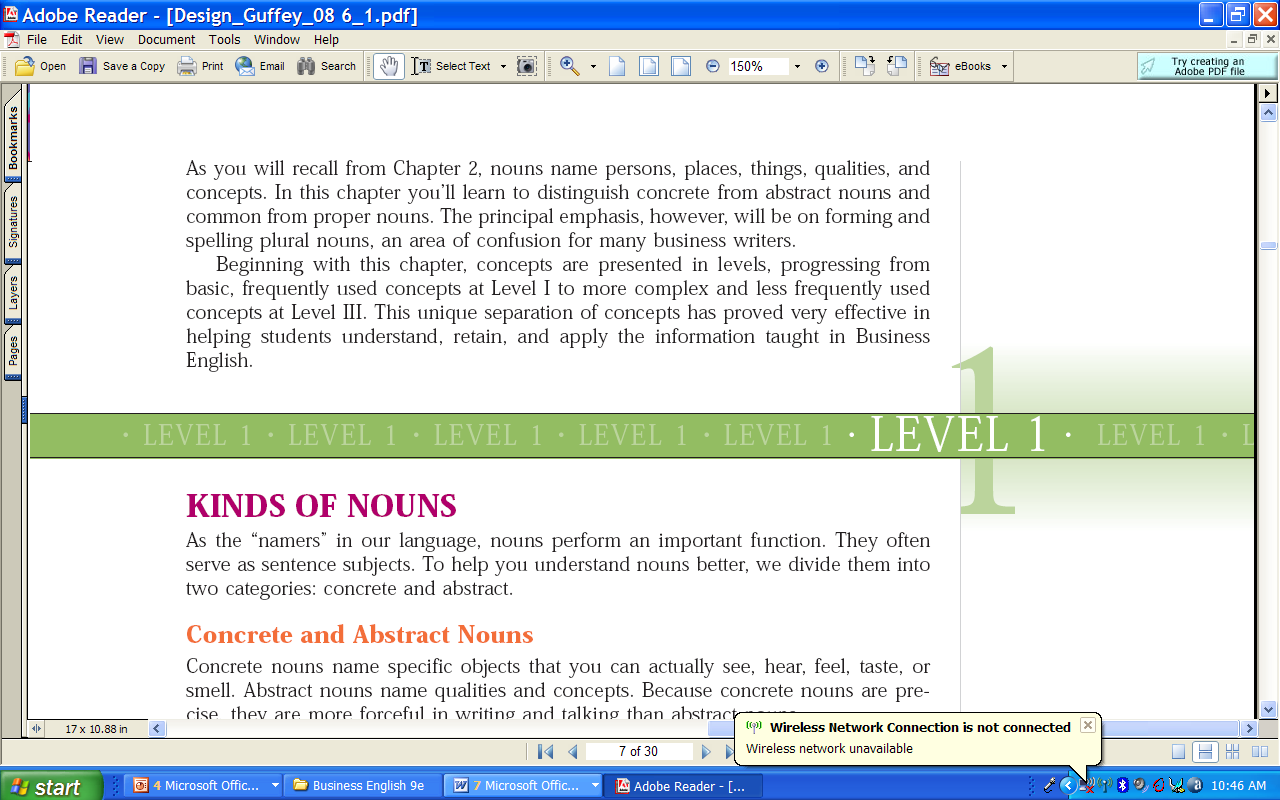 Adobe Reader - [Design_Guffey_08 6_1.pdf]
File Edit View Document Tools Window Help
Open Save a Copy Print Email Search Select Text 150% eBooks Try creating an
Adobe PDF file
Bookmarks
Signatures
Layers
Pages
As you will recall from Chapter 2, nouns name persons, places, things, qualities, and
concepts. In this chapter you’ll learn to distinguish concrete from abstract nouns and
common from proper nouns. The principal emphasis, however, will be on forming and
spelling plural nouns, an area of confusion for many business writers.
Beginning with this chapter, concepts are presented in levels, progressing from
basic, frequently used concepts at Level I to more complex and less frequently used
concepts at Level III. This unique separation of concepts has proved very effective in
helping students understand, retain, and apply the information taught in Business
English.
1
· LEVEL 1 · LEVEL 1 · LEVEL 1 · LEVEL 1 · LEVEL 1 · LEVEL 1 · LEVEL 1 · L
KINDS OF NOUNS
As the “namers” in our language, nouns perform an important function. They often
serve as sentence subjects. To help you understand nouns better, we divide them into
two categories: concrete and abstract.
Concrete and Abstract Nouns
Concrete nouns name specific objects that you can actually see, hear, feel, taste, or
smell. Abstract nouns name qualities and concepts. Because concrete nouns are pre-
cise, they are more forceful in writing and talking than abstract nouns.
17 x 10.88 in
Wireless Network Connection is not connected
Wireless network unavailable
7 of 30
start 4 Microsoft Offic... Business English 9e 7 Microsoft Offic... Adobe Reader - [... 10:46 AM